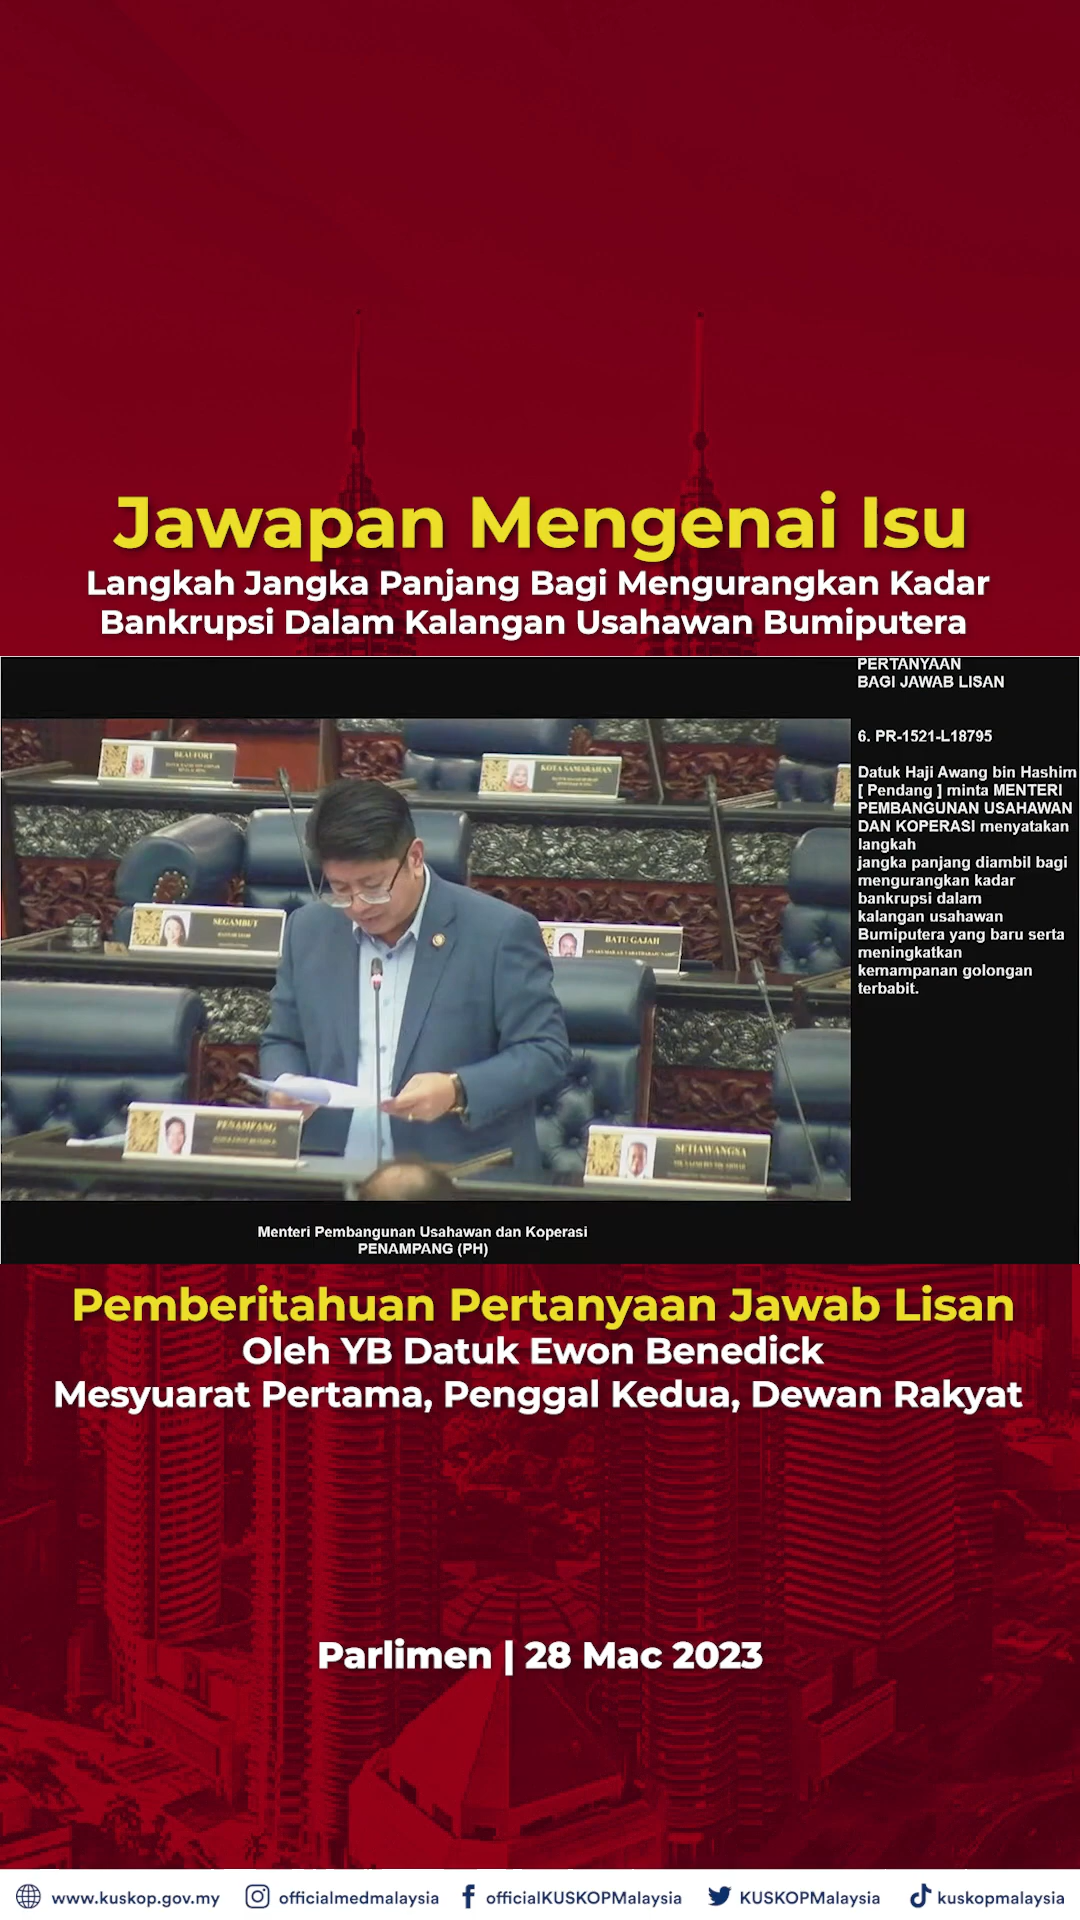 Jawapan Mengenai Isu
Langkah Jangka Panjang Bagi Mengurangkan Kadar
Bankrupsi Dalam Kalangan Usahawan Bumiputera
PERTANYAAN
BAGI JAWAB LISAN
6. PR-1521-L18795
Datuk Haji Awang bin Hashim
[ Pendang ] minta MENTERI
PEMBANGUNAN USAHAWAN
DAN KOPERASI menyatakan
langkah
jangka panjang diambil bagi
mengurangkan kadar
bankrupsi dalam
kalangan usahawan
Bumiputera yang baru serta
meningkatkan
kemampanan golongan
terbabit.
BEAUFORT
KOTA SAMARAHAN
SEGAMBUT
BATU GAJAH
PENAMPANG
SETIAWANGSA
Menteri Pembangunan Usahawan dan Koperasi
PENAMPANG (PH)
Pemberitahuan Pertanyaan Jawab Lisan
Oleh YB Datuk Ewon Benedick
Mesyuarat Pertama, Penggal Kedua, Dewan Rakyat
Parlimen | 28 Mac 2023
www.kuskop.gov.my officialmedmalaysia officialKUSKOPMalaysia KUSKOPMalaysia kuskopmalaysia